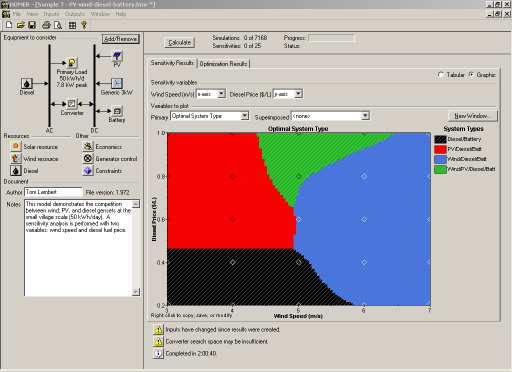 HOMER - [Sample 7 - PV-wind-diesel-battery.hmr *]
File View Inputs Outputs Window Help
Equipment to consider
Add/Remove
Calculate
Simulations: 0 of 7168
Progress:
Sensitivities: 0 of 25
Status:
Primary Load
50 kWh/d
7.8 kW peak
PV
Diesel
Generic 3kW
Converter
Battery
AC
DC
Resources
Other
Solar resource
Economics
Wind resource
Generator control
Diesel
Constraints
Document
Author
Tom Lambert
File version: 1.972
Notes
This model demonstrates the competition
between wind, PV, and diesel gensets at the
small village scale (50 kWh/day). A
sensitivity analysis is performed with two
variables: wind speed and diesel fuel price.
Sensitivity Results
Optimization Results
Sensitivity variables
Tabular
Graphic
Wind Speed (m/s)
x-axis
Diesel Price ($/L)
y-axis
Variables to plot
Primary
Optimal System Type
Superimposed
<none>
New Window...
Optimal System Type
System Types
Diesel/Battery
PV/Diesel/Batt
Wind/Diesel/Batt
Wind/PV/Diesel/Batt
Diesel Price ($/L)
1.0
0.8
0.6
0.4
0.2
3
4
5
6
7
Wind Speed (m/s)
Right click to copy, save, or modify.
Inputs have changed since results were created.
Converter search space may be insufficient.
Completed in 2:00:40.